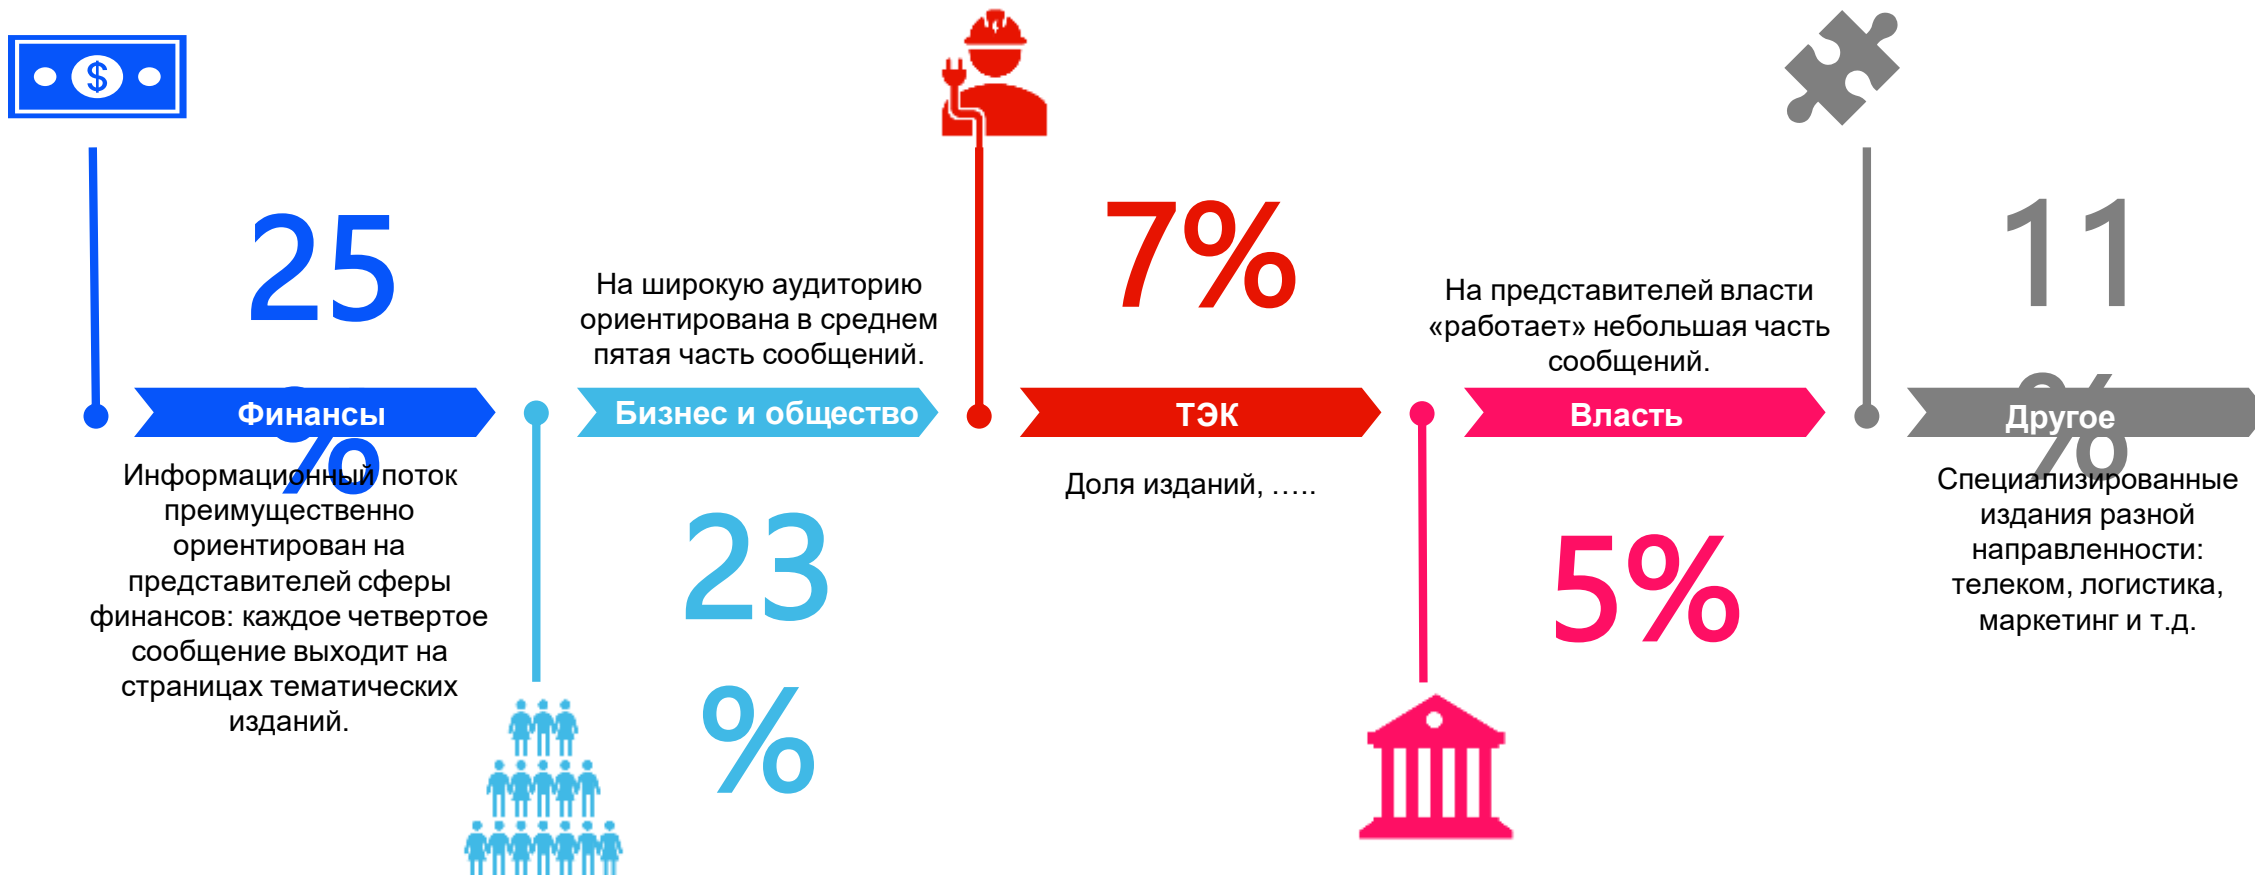 $
25
%
Финансы
Информационный поток
преимущественно
ориентирован на
представителей сферы
финансов: каждое четвертое
сообщение выходит на
страницах тематических
изданий.
На широкую аудиторию
ориентирована в среднем
пятая часть сообщений.
Бизнес и общество
23
%
7%
ТЭК
Доля изданий, .....
На представителей власти
«работает» небольшая часть
сообщений.
Власть
5%
11
%
Другое
Специализированные
издания разной
направленности:
телеком, логистика,
маркетинг и т.д.